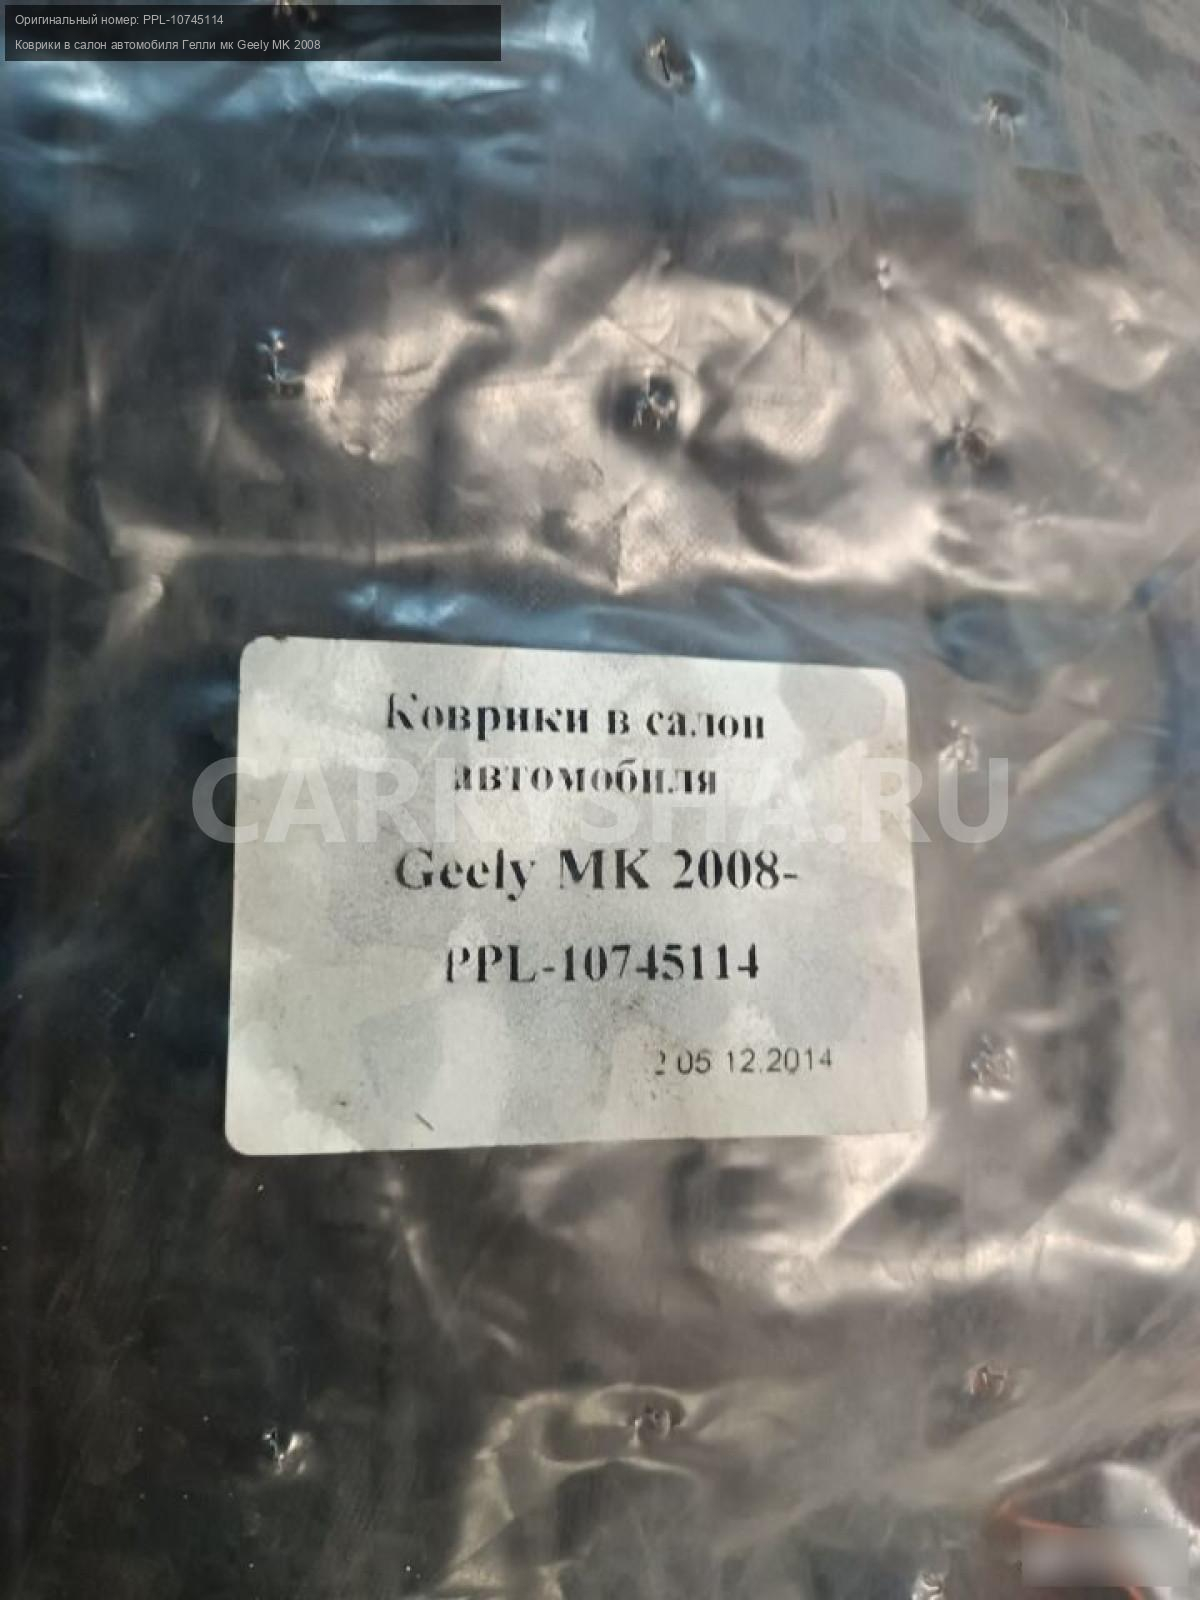 Оригинальный номер: PPL-10745114
Коврики в салон автомобиля Гелли мк Geely MK 2008
Коврики в салон
автомобиля
CARKYSHA.RU
Geely MK 2008-
PPL-10745114
2 05 12.2014